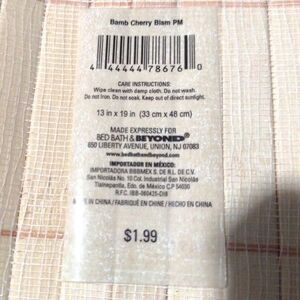 Bamb Cherry Blsm PM
4 44444 78676 0
CARE INSTRUCTIONS:
Wipe clean with damp cloth. Do not wash.
Do not Iron. Do not soak. Keep out of direct sunlight.
13 in x 19 in (33 cm x 48 cm)
MADE EXPRESSLY FOR
BED BATH & BEYOND®
650 LIBERTY AVENUE, UNION, NJ 07083
www.bedbathandbeyond.com
IMPORTADOR EN MÉXICO:
IMPORTADORA BBBMEX S. DE R.L. DE C.V.
San Nicolás No. 10 Col. Industrial San Nicolás
Tlalnepantla, Edo. de México C.P 54030
R.F.C. IBB-060425-DI8
IN CHINA / FABRIQUÉ EN CHINE / HECHO EN CHINA
$1.99